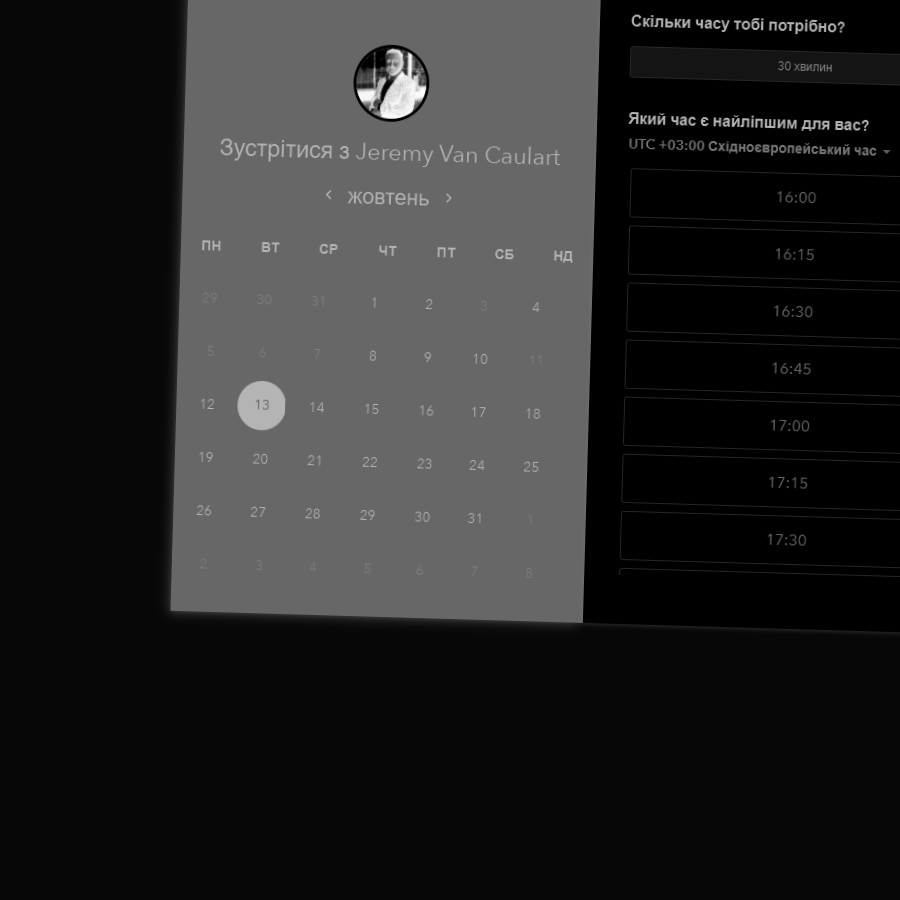 Зустрітися з Jeremy Van Caulart
жовтень
ПН ВТ СР ЧТ ПТ СБ НД
29 30 31 1 2 3 4
5 6 7 8 9 10 11
12 13 14 15 16 17 18
19 20 21 22 23 24 25
26 27 28 29 30 31 1
2 3 4 5 6 7 8
Скільки часу тобі потрібно?
30 хвилин
Який час є наліпшим для вас?
UTC +03:00 Східноєвропейський час
16:00
16:15
16:30
16:45
17:00
17:15
17:30